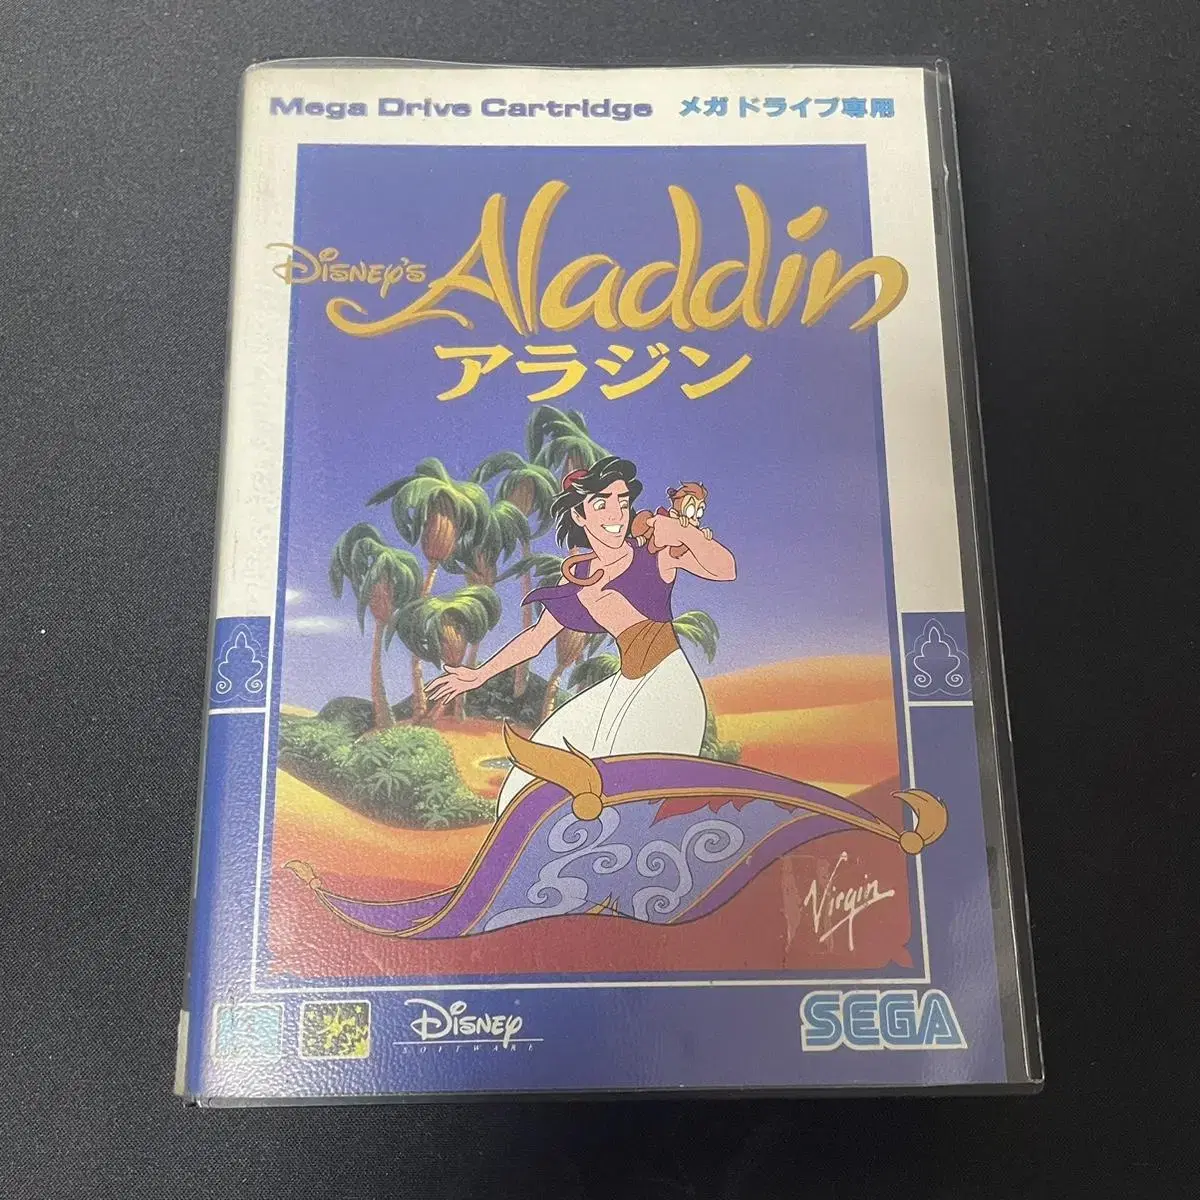 Mega Drive Cartridge メガドライブ専用
DISNEY'S Aladdin
アラジン
Virgin
DISNEY
SOFTWARE
SEGA